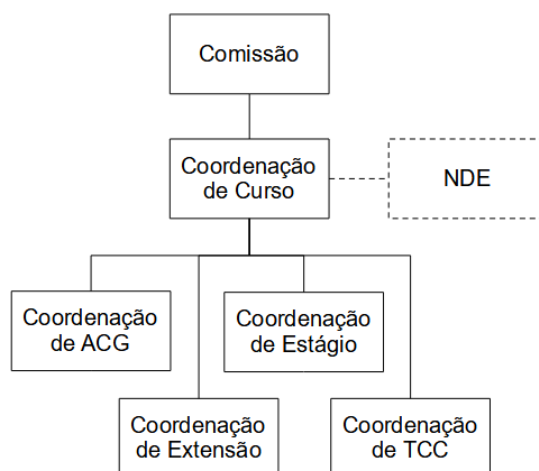 Comissão
Coordenação
de Curso
NDE
Coordenação
de ACG
Coordenação
de Estágio
Coordenação
de Extensão
Coordenação
de TCC